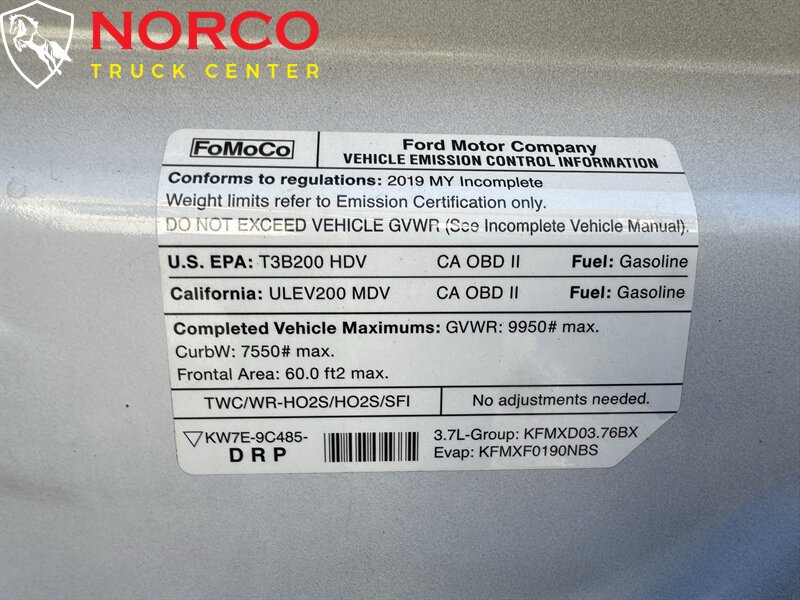 NORCO
TRUCK CENTER
FoMoCo
Ford Motor Company
VEHICLE EMISSION CONTROL INFORMATION
Conforms to regulations: 2019 MY Incomplete
Weight limits refer to Emission Certification only.
DO NOT EXCEED VEHICLE GVWR (See Incomplete Vehicle Manual).
U.S. EPA: T3B200 HDV CA OBD II Fuel: Gasoline
California: ULEV200 MDV CA OBD II Fuel: Gasoline
Completed Vehicle Maximums: GVWR: 9950# max.
CurbW: 7550# max.
Frontal Area: 60.0 ft2 max.
TWC/WR-HO2S/HO2S/SFI No adjustments needed.
KW7E-9C485-
DRP
3.7L-Group: KFMXD03.76BX
Evap: KFMXF0190NBS